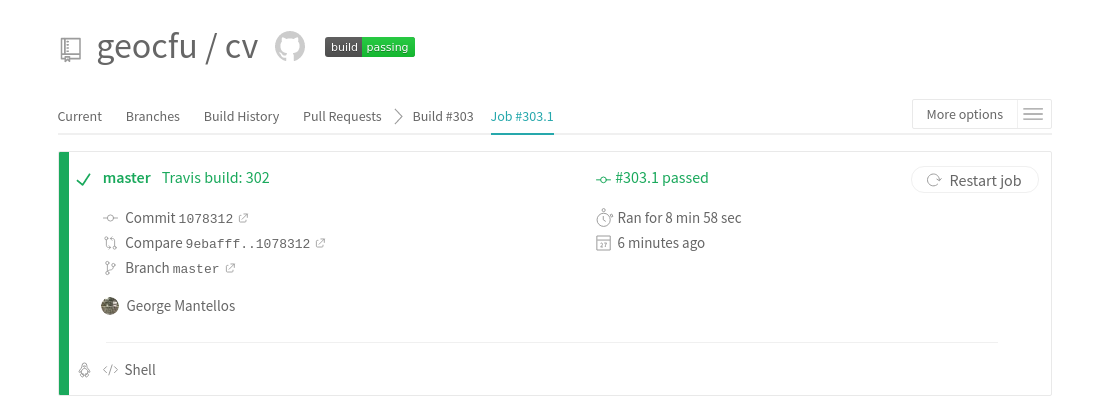 geocfu / cv build passing
Current Branches Build History Pull Requests Build #303 Job #303.1 More options
master Travis build: 302 #303.1 passed Restart job
Commit 1078312 Ran for 8 min 58 sec
Compare 9ebafff..1078312 27 6 minutes ago
Branch master
George Mantellos
</> Shell